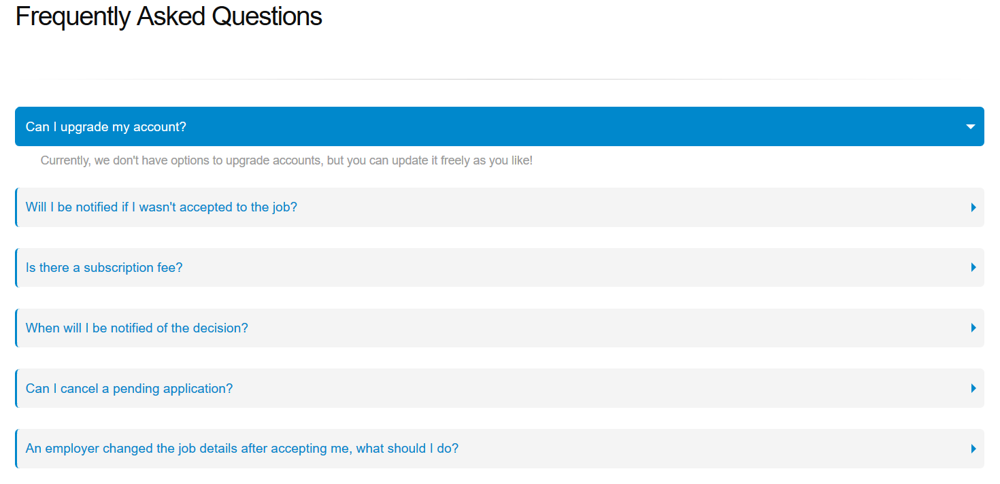 Frequently Asked Questions
Can I upgrade my account?
Currently, we don't have options to upgrade accounts, but you can update it freely as you like!
Will I be notified if I wasn't accepted to the job?
Is there a subscription fee?
When will I be notified of the decision?
Can I cancel a pending application?
An employer changed the job details after accepting me, what should I do?